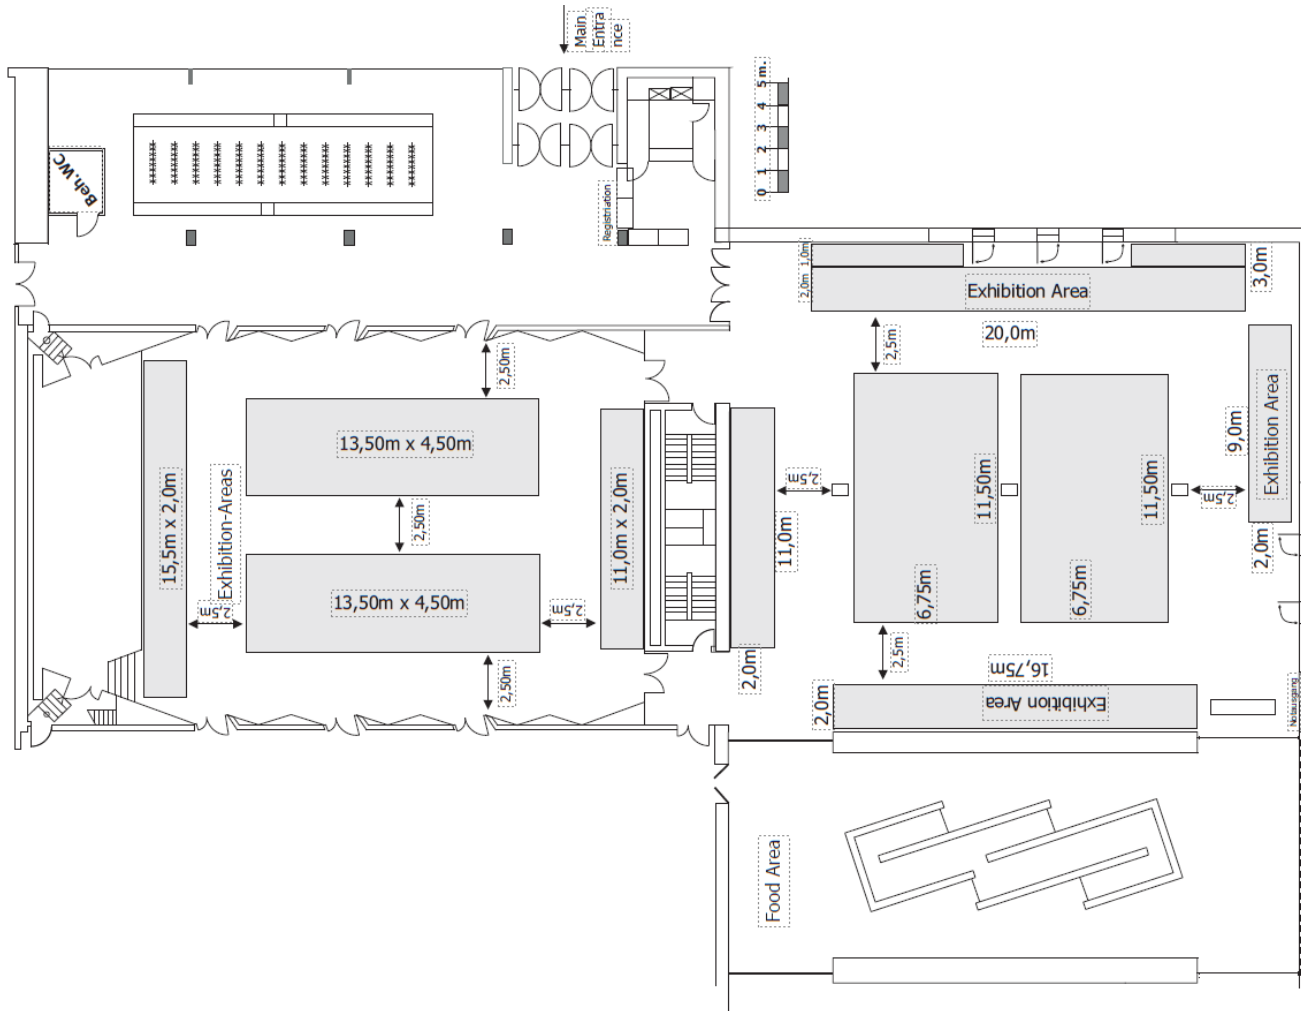 Main
Entra
nce
5 m.
4
3
2
1
0
Beh.WC
Registriation
1,0m
2,0m
Exhibition Area
3,0m
20,0m
2,5m
2,50m
13,50m x 4,50m
15,5m x 2,0m
Exhibition-Areas
2,50m
11,0m x 2,0m
13,50m x 4,50m
2,5m
2,5m
2,50m
2,5m
11,0m
2,0m
11,50m
6,75m
11,50m
6,75m
2,5m
9,0m
Exhibition Area
2,0m
2,5m
16,75m
2,0m
Exhibition Area
Notausgang
Food Area